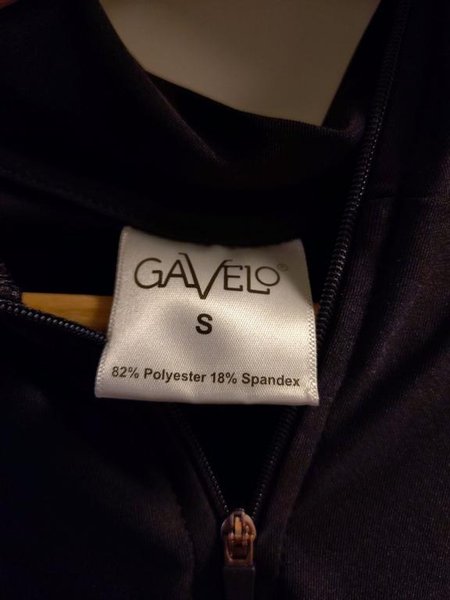 GAVELO®
S
82% Polyester 18% Spandex